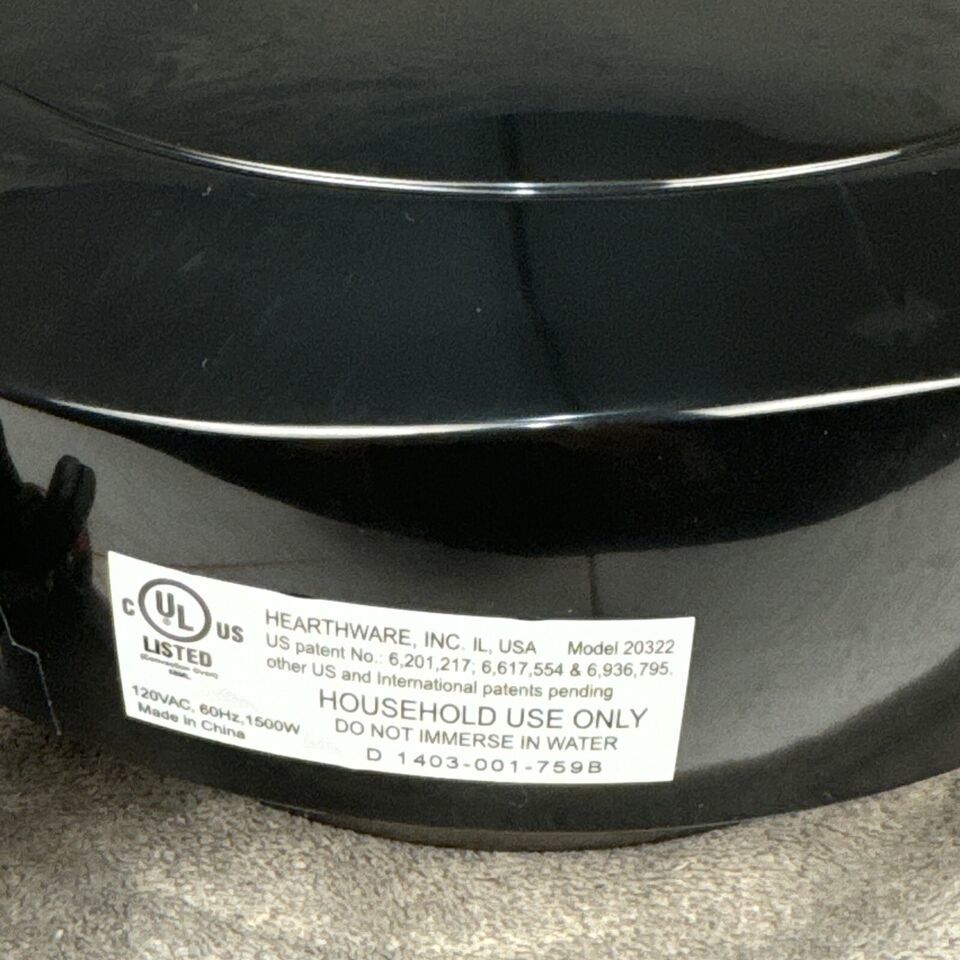 C UL US
LISTED
(Convection Oven)
HEARTHWARE, INC. IL, USA Model 20322
US patent No.: 6,201,217; 6,617,554 & 6,936,795.
other US and International patents pending
120VAC, 60Hz,1500W
Made in China
HOUSEHOLD USE ONLY
DO NOT IMMERSE IN WATER
D 1403-001-759B